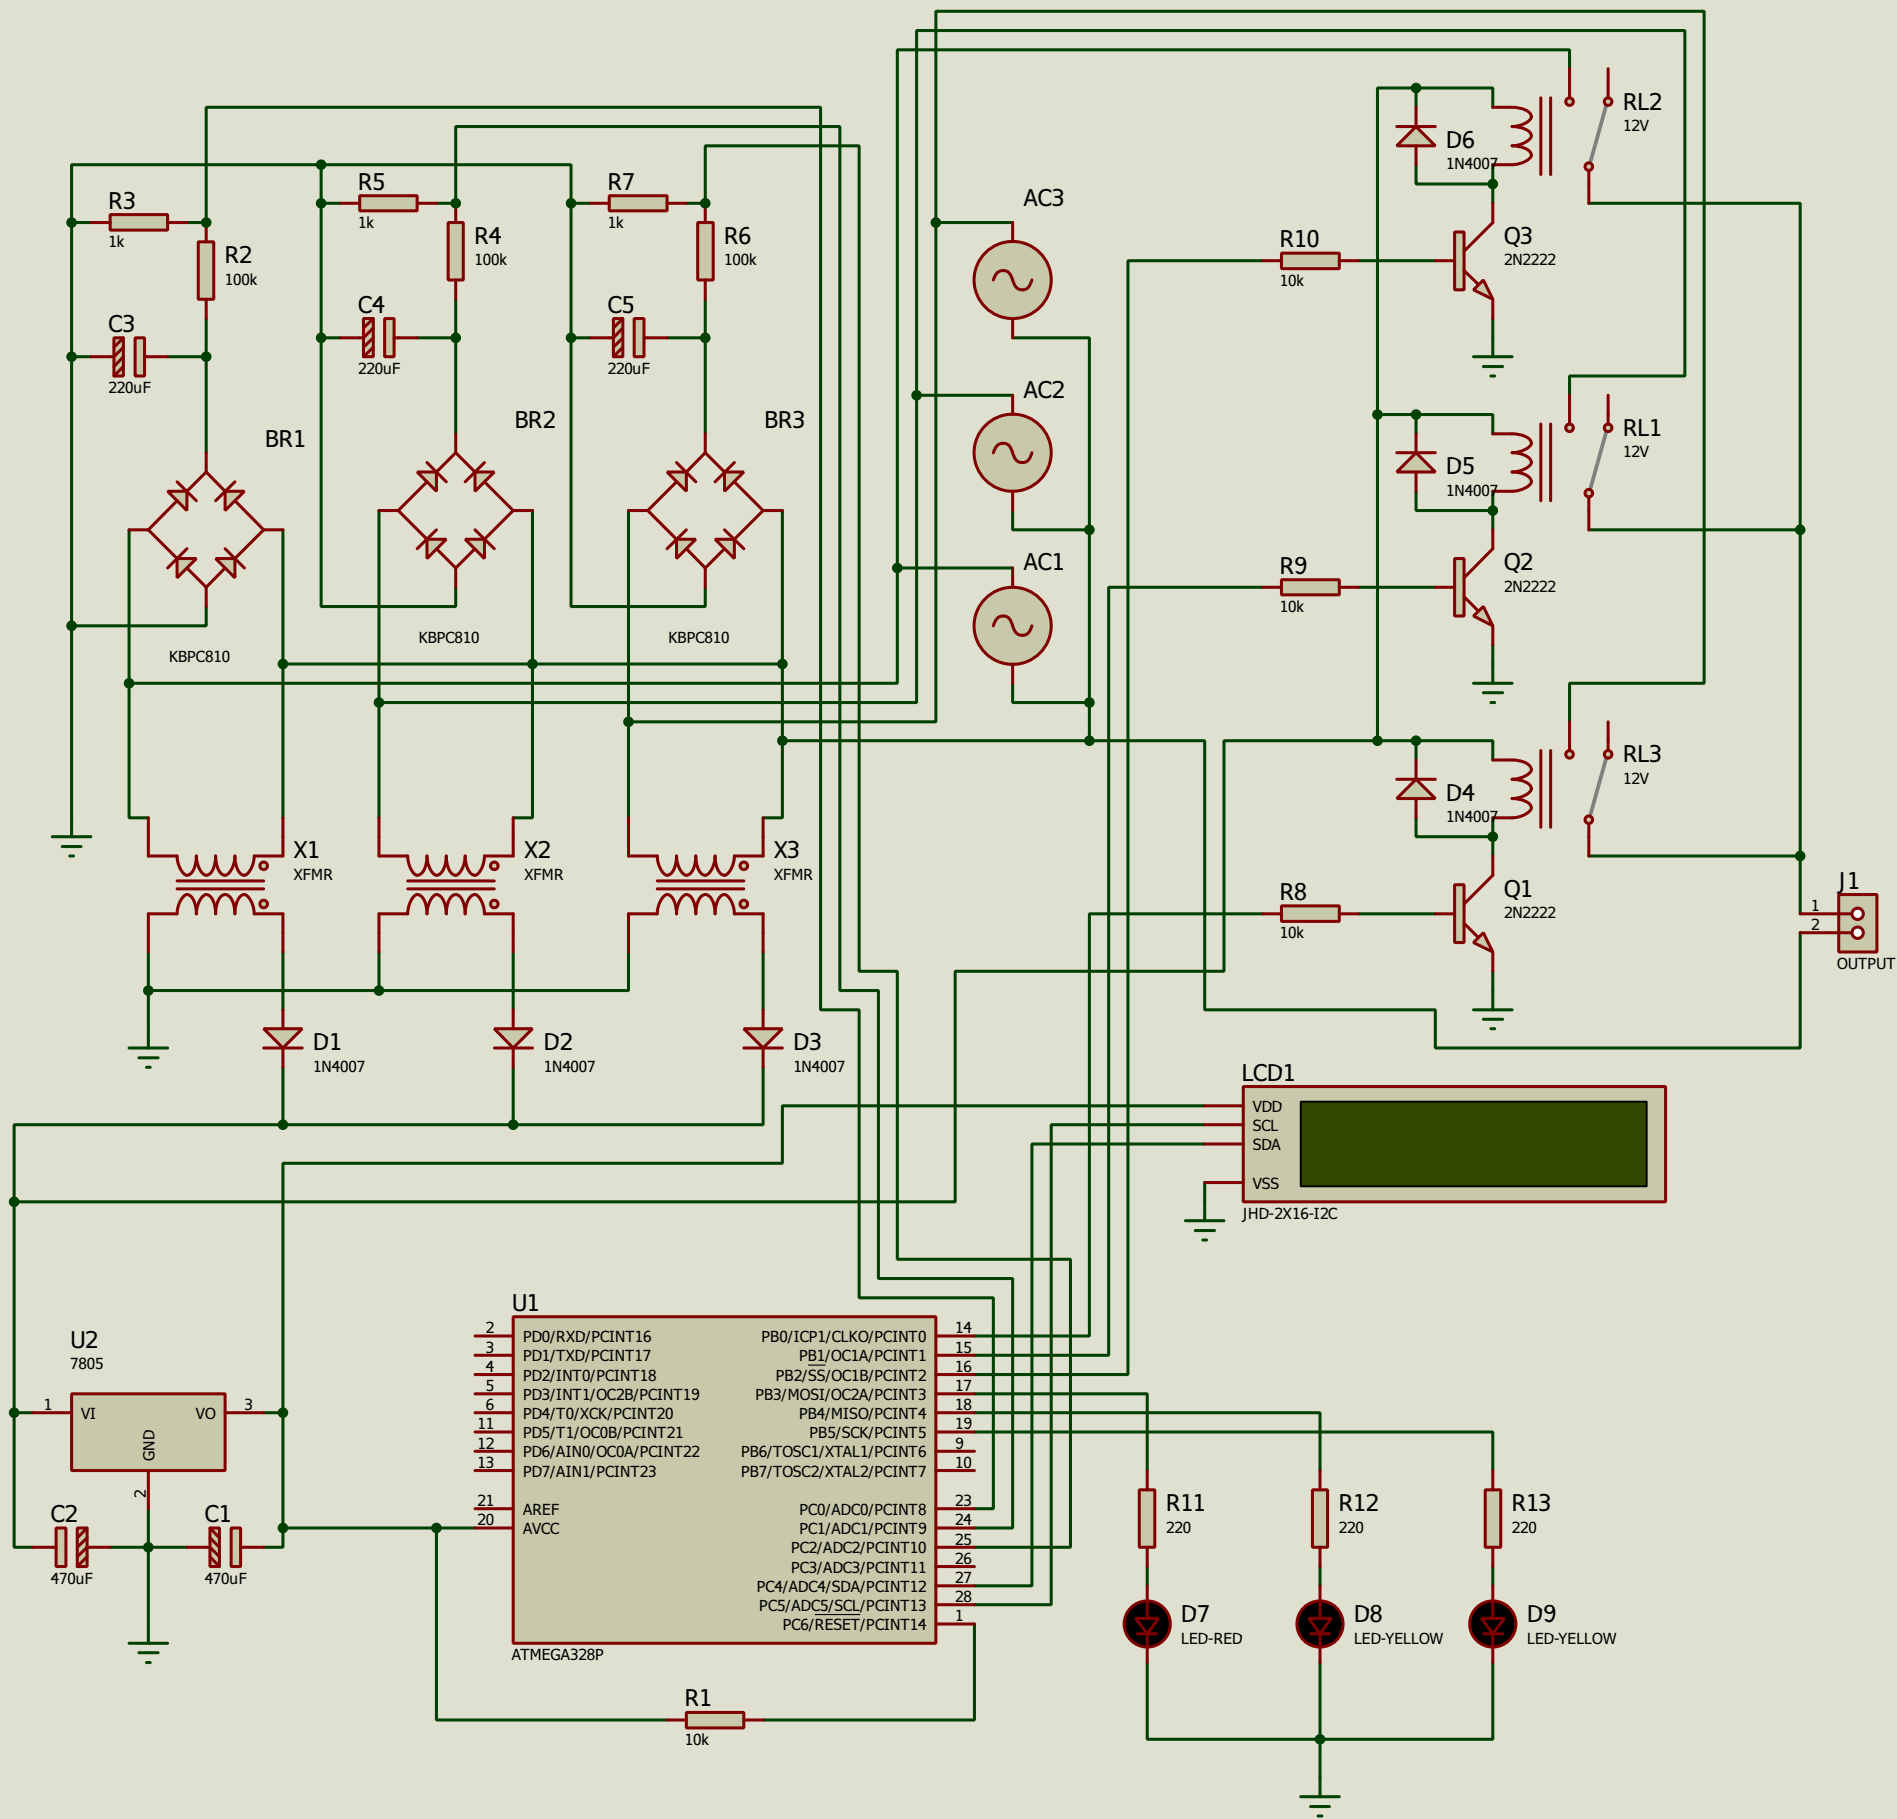 RL2
12V
D6
1N4007
R3
1k
R5
1k
R7
1k
AC3
R2
100k
R4
100k
R6
100k
R10
10k
Q3
2N2222
C3
220uF
C4
220uF
C5
220uF
AC2
BR1
BR2
BR3
RL1
12V
D5
1N4007
AC1
R9
10k
Q2
2N2222
KBPC810
KBPC810
KBPC810
RL3
12V
D4
1N4007
X1
XFMR
X2
XFMR
X3
XFMR
R8
10k
Q1
2N2222
J1
1
2
OUTPUT
D1
1N4007
D2
1N4007
D3
1N4007
LCD1
VDD
SCL
SDA
VSS
JHD-2X16-I2C
U2
7805
1
VI
VO
3
GND
2
C2
470uF
C1
470uF
U1
2 PD0/RXD/PCINT16
3 PD1/TXD/PCINT17
4 PD2/INT0/PCINT18
5 PD3/INT1/OC2B/PCINT19
6 PD4/T0/XCK/PCINT20
11 PD5/T1/OC0B/PCINT21
12 PD6/AIN0/OC0A/PCINT22
13 PD7/AIN1/PCINT23
21 AREF
20 AVCC
PB0/ICP1/CLKO/PCINT0 14
PB1/OC1A/PCINT1 15
PB2/SS/OC1B/PCINT2 16
PB3/MOSI/OC2A/PCINT3 17
PB4/MISO/PCINT4 18
PB5/SCK/PCINT5 19
PB6/TOSC1/XTAL1/PCINT6 9
PB7/TOSC2/XTAL2/PCINT7 10
PC0/ADC0/PCINT8 23
PC1/ADC1/PCINT9 24
PC2/ADC2/PCINT10 25
PC3/ADC3/PCINT11 26
PC4/ADC4/SDA/PCINT12 27
PC5/ADC5/SCL/PCINT13 28
PC6/RESET/PCINT14 1
ATMEGA328P
R1
10k
R11
220
R12
220
R13
220
D7
LED-RED
D8
LED-YELLOW
D9
LED-YELLOW